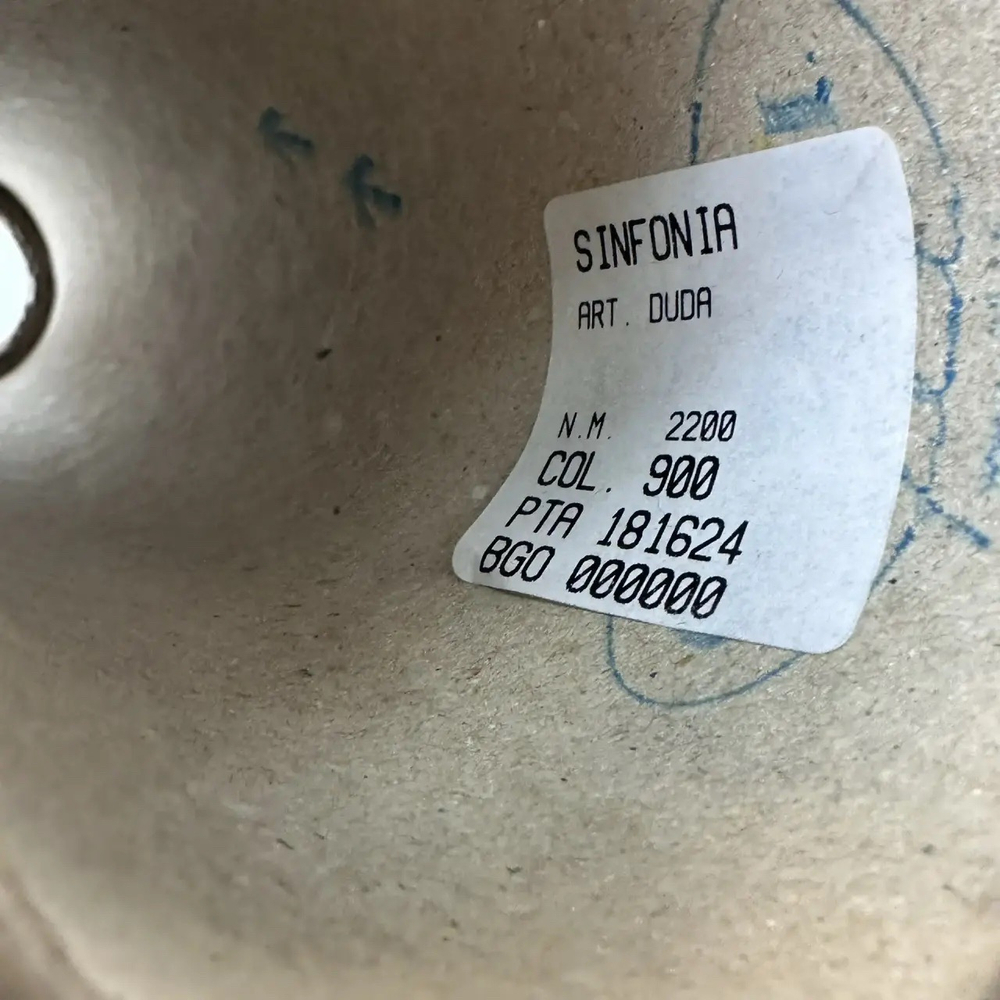 SINFONIA
ART. DUDA
N.M. 2200
COL. 900
PTA 181624
BGO 000000